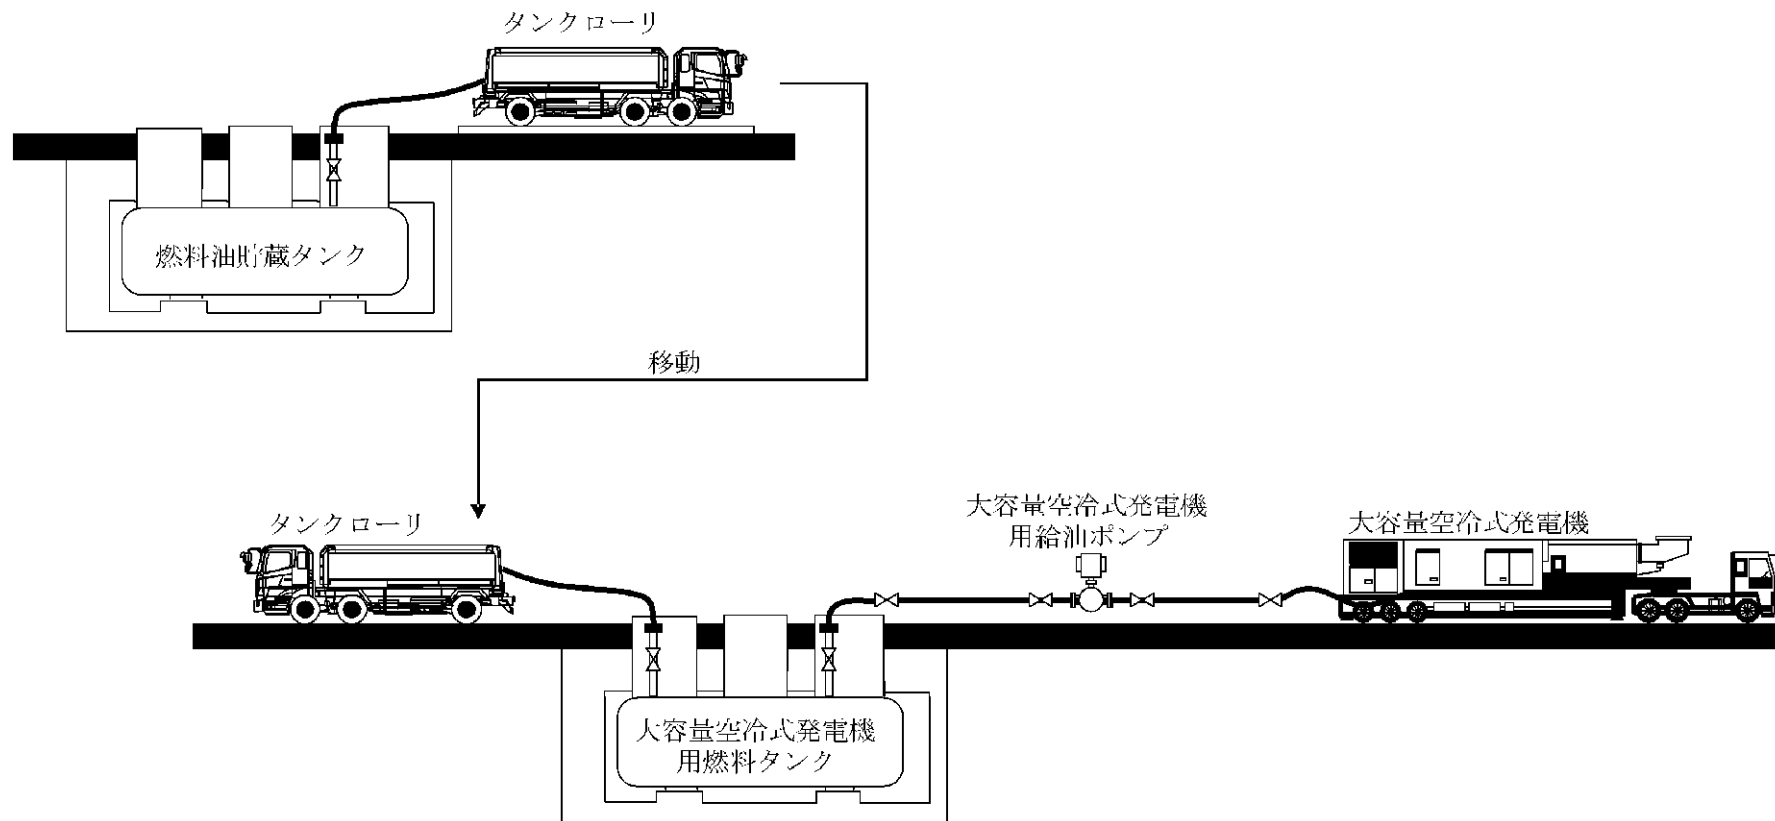 タンクローリ
燃料油貯蔵タンク
移動
タンクローリ
大容量空冷式発電機
用給油ポンプ
大容量空冷式発電機
大容量空冷式発電機
用燃料タンク